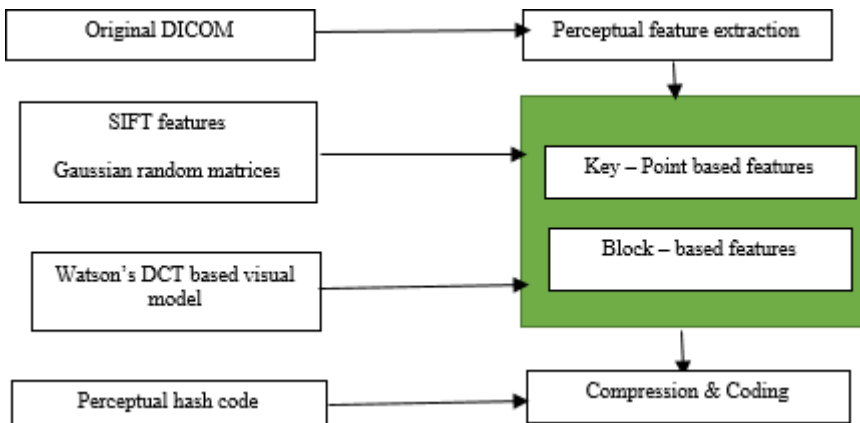 Original DICOM
Perceptual feature extraction
SIFT features
Gaussian random matrices
Key – Point based features
Block – based features
Watson's DCT based visual
model
Perceptual hash code
Compression & Coding